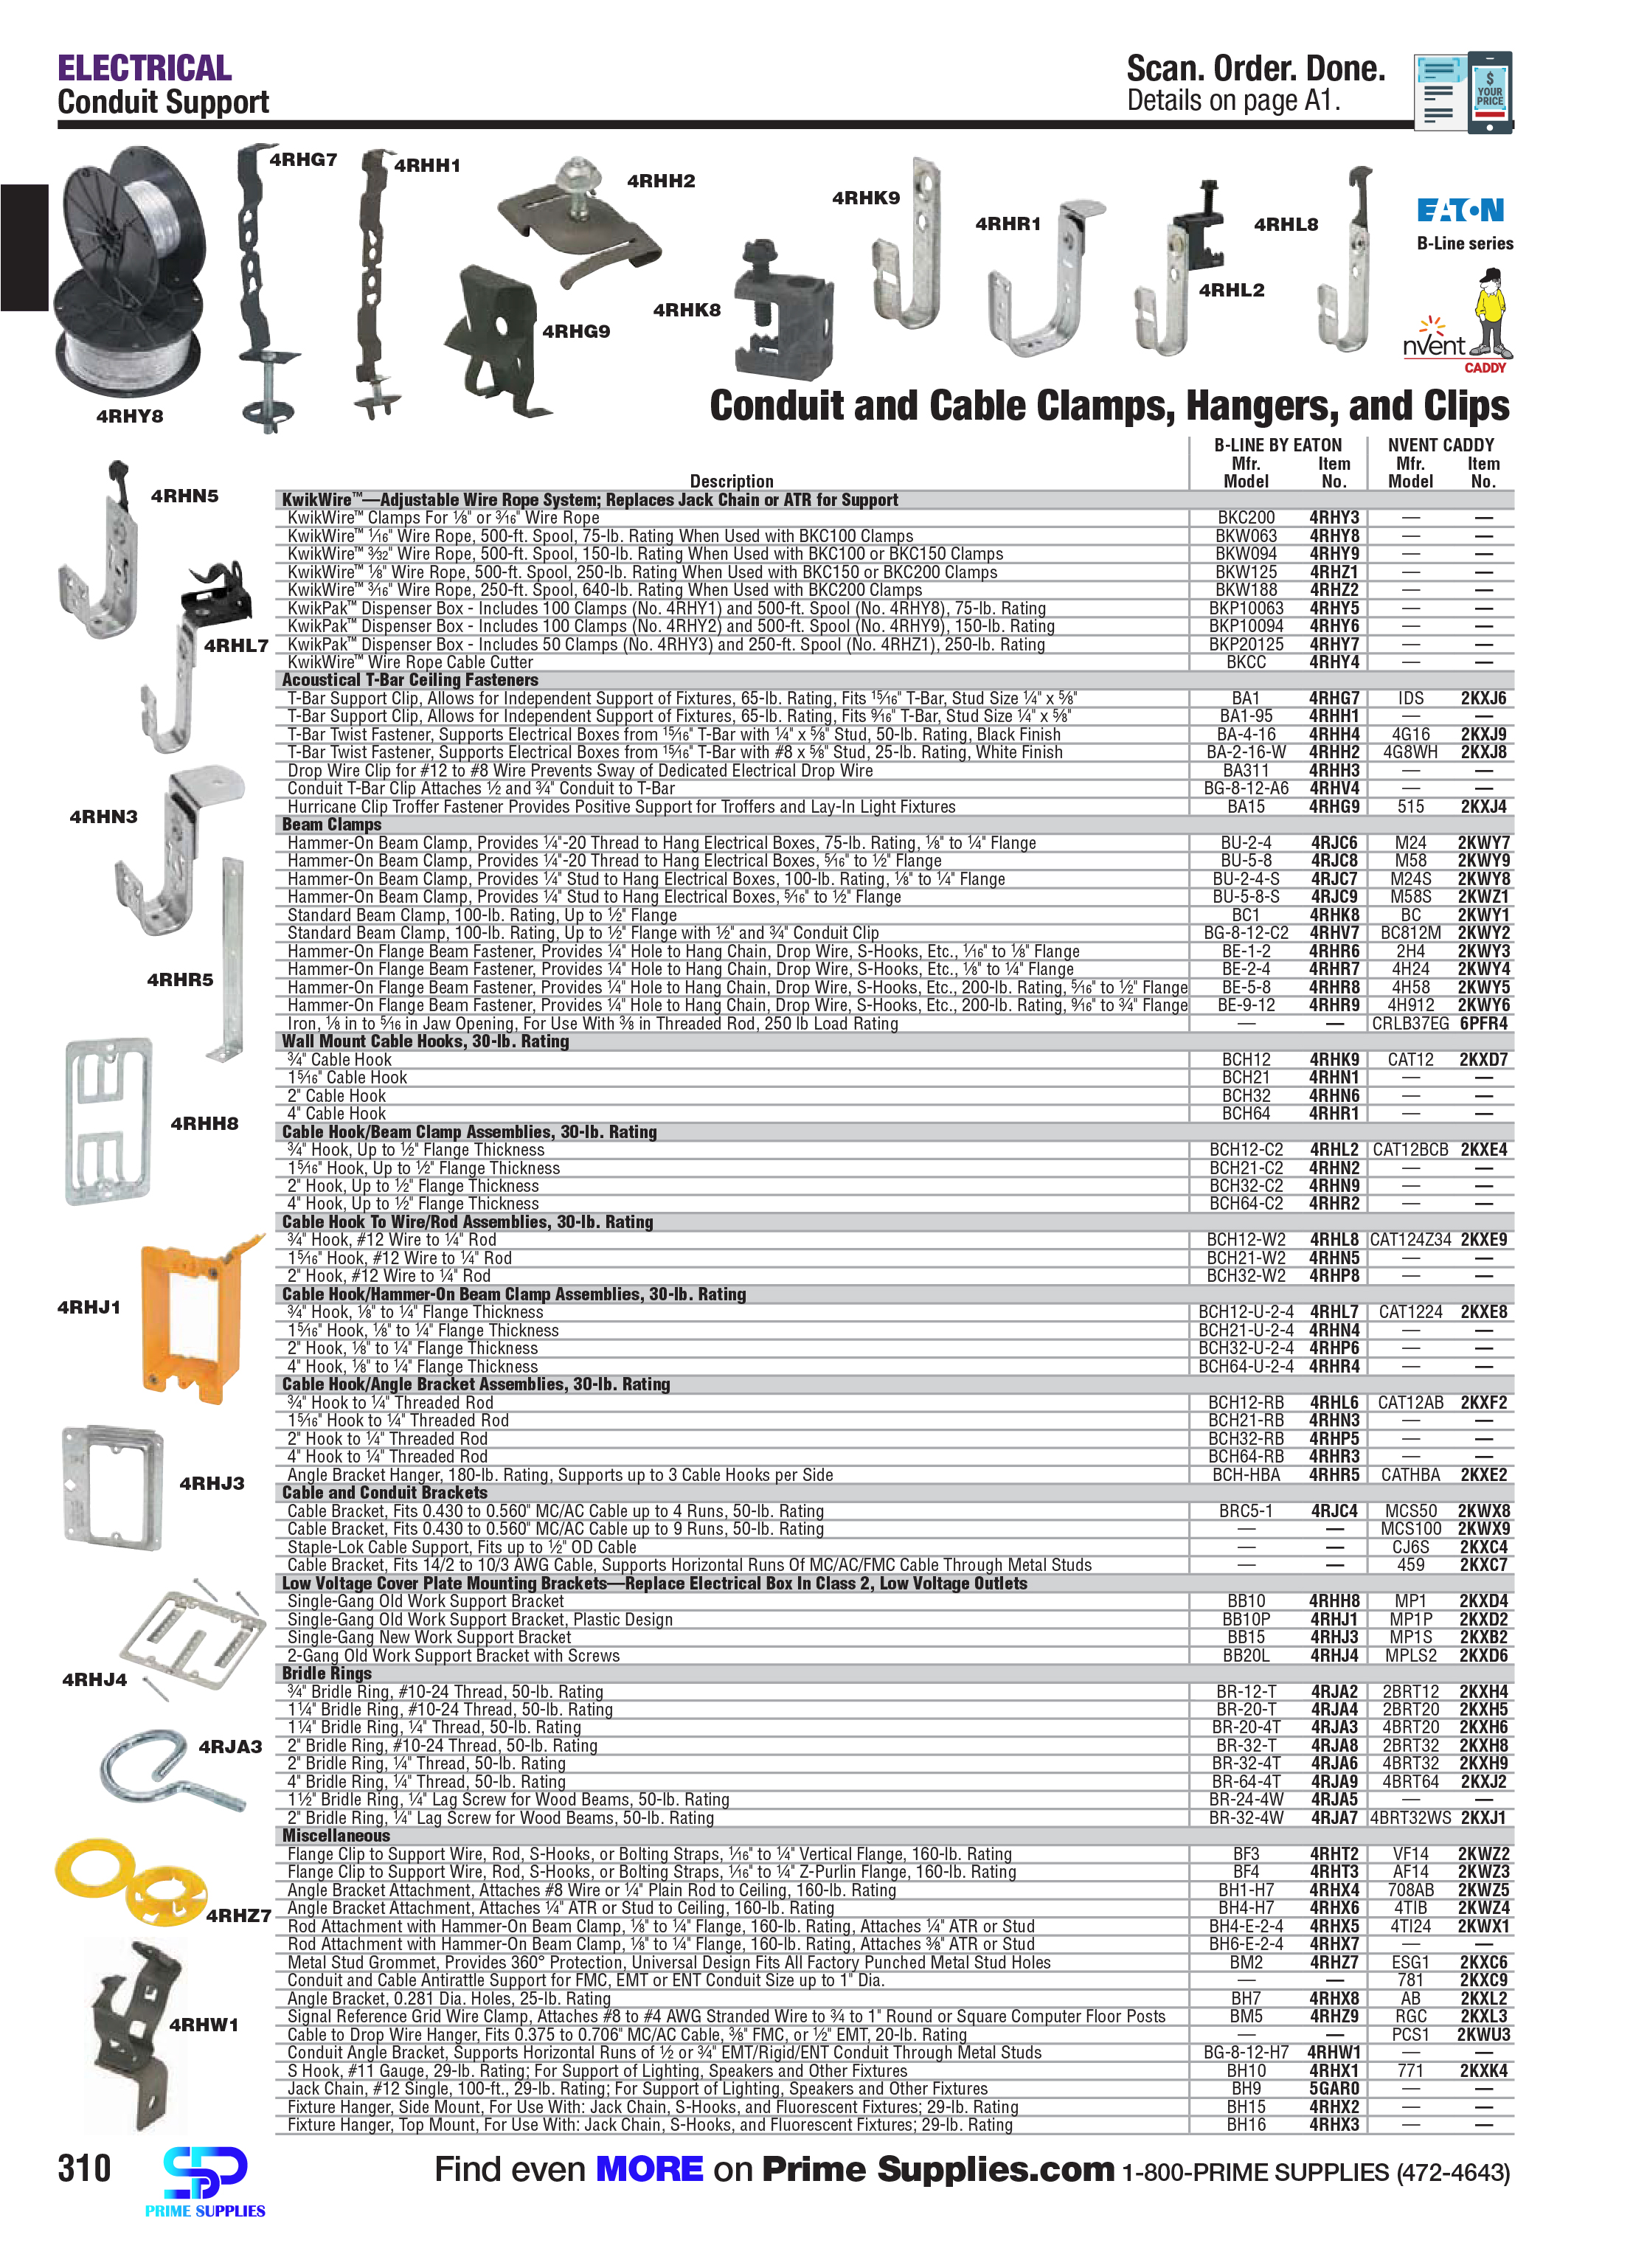 ELECTRICAL
Conduit Support
Scan. Order. Done.
Details on page A1.
$
YOUR
PRICE
4RHG7
4RHH1
4RHH2
4RHK9
4RHR1
4RHL8
EATON
B-Line series
4RHL2
4RHK8
4RHG9
nVent
CADDY
4RHY8
Conduit and Cable Clamps, Hangers, and Clips
B-LINE BY EATON NVENT CADDY
Mfr. Item Mfr. Item
Description Model No. Model No.
4RHN5
4RHL7
4RHN3
4RHR5
4RHH8
4RHJ1
4RHJ3
4RHJ4
4RJA3
4RHZ7
4RHW1
KwikWire™—Adjustable Wire Rope System; Replaces Jack Chain or ATR for Support
KwikWire™ Clamps For ⅛" or 3⁄16" Wire Rope BKC200 4RHY3 — —
KwikWire™ 1⁄16" Wire Rope, 500-ft. Spool, 75-lb. Rating When Used with BKC100 Clamps BKW063 4RHY8 — —
KwikWire™ 3⁄32" Wire Rope, 500-ft. Spool, 150-lb. Rating When Used with BKC100 or BKC150 Clamps BKW094 4RHY9 — —
KwikWire™ ⅛" Wire Rope, 500-ft. Spool, 250-lb. Rating When Used with BKC150 or BKC200 Clamps BKW125 4RHZ1 — —
KwikWire™ 3⁄16" Wire Rope, 250-ft. Spool, 640-lb. Rating When Used with BKC200 Clamps BKW188 4RHZ2 — —
KwikPak™ Dispenser Box - Includes 100 Clamps (No. 4RHY1) and 500-ft. Spool (No. 4RHY8), 75-lb. Rating BKP10063 4RHY5 — —
KwikPak™ Dispenser Box - Includes 100 Clamps (No. 4RHY2) and 500-ft. Spool (No. 4RHY9), 150-lb. Rating BKP10094 4RHY6 — —
KwikPak™ Dispenser Box - Includes 50 Clamps (No. 4RHY3) and 250-ft. Spool (No. 4RHZ1), 250-lb. Rating BKP20125 4RHY7 — —
KwikWire™ Wire Rope Cable Cutter BKCC 4RHY4 — —
Acoustical T-Bar Ceiling Fasteners
T-Bar Support Clip, Allows for Independent Support of Fixtures, 65-lb. Rating, Fits 15⁄16" T-Bar, Stud Size ¼" x ⅝" BA1 4RHG7 IDS 2KXJ6
T-Bar Support Clip, Allows for Independent Support of Fixtures, 65-lb. Rating, Fits 9⁄16" T-Bar, Stud Size ¼" x ⅝" BA1-95 4RHH1 — —
T-Bar Twist Fastener, Supports Electrical Boxes from 15⁄16" T-Bar with ¼" x ⅝" Stud, 50-lb. Rating, Black Finish BA-4-16 4RHH4 4G16 2KXJ9
T-Bar Twist Fastener, Supports Electrical Boxes from 15⁄16" T-Bar with #8 x ⅝" Stud, 25-lb. Rating, White Finish BA-2-16-W 4RHH2 4G8WH 2KXJ8
Drop Wire Clip for #12 to #8 Wire Prevents Sway of Dedicated Electrical Drop Wire BA311 4RHH3 — —
Conduit T-Bar Clip Attaches ½ and ¾" Conduit to T-Bar BG-8-12-A6 4RHV4 — —
Hurricane Clip Troffer Fastener Provides Positive Support for Troffers and Lay-In Light Fixtures BA15 4RHG9 515 2KXJ4
Beam Clamps
Hammer-On Beam Clamp, Provides ¼"-20 Thread to Hang Electrical Boxes, 75-lb. Rating, ⅛" to ¼" Flange BU-2-4 4RJC6 M24 2KWY7
Hammer-On Beam Clamp, Provides ¼"-20 Thread to Hang Electrical Boxes, 5⁄16" to ½" Flange BU-5-8 4RJC8 M58 2KWY9
Hammer-On Beam Clamp, Provides ¼" Stud to Hang Electrical Boxes, 100-lb. Rating, ⅛" to ¼" Flange BU-2-4-S 4RJC7 M24S 2KWY8
Hammer-On Beam Clamp, Provides ¼" Stud to Hang Electrical Boxes, 5⁄16" to ½" Flange BU-5-8-S 4RJC9 M58S 2KWZ1
Standard Beam Clamp, 100-lb. Rating, Up to ½" Flange BC1 4RHK8 BC 2KWY1
Standard Beam Clamp, 100-lb. Rating, Up to ½" Flange with ½" and ¾" Conduit Clip BG-8-12-C2 4RHV7 BC812M 2KWY2
Hammer-On Flange Beam Fastener, Provides ¼" Hole to Hang Chain, Drop Wire, S-Hooks, Etc., 1⁄16" to ⅛" Flange BE-1-2 4RHR6 2H4 2KWY3
Hammer-On Flange Beam Fastener, Provides ¼" Hole to Hang Chain, Drop Wire, S-Hooks, Etc., ⅛" to ¼" Flange BE-2-4 4RHR7 4H24 2KWY4
Hammer-On Flange Beam Fastener, Provides ¼" Hole to Hang Chain, Drop Wire, S-Hooks, Etc., 200-lb. Rating, 5⁄16" to ½" Flange BE-5-8 4RHR8 4H58 2KWY5
Hammer-On Flange Beam Fastener, Provides ¼" Hole to Hang Chain, Drop Wire, S-Hooks, Etc., 200-lb. Rating, 9⁄16" to ¾" Flange BE-9-12 4RHR9 4H912 2KWY6
Iron, ⅛ in to 5⁄16 in Jaw Opening, For Use With ⅜ in Threaded Rod, 250 lb Load Rating — — CRLB37EG 6PFR4
Wall Mount Cable Hooks, 30-lb. Rating
¾" Cable Hook BCH12 4RHK9 CAT12 2KXD7
1 5⁄16" Cable Hook BCH21 4RHN1 — —
2" Cable Hook BCH32 4RHN6 — —
4" Cable Hook BCH64 4RHR1 — —
Cable Hook/Beam Clamp Assemblies, 30-lb. Rating
¾" Hook, Up to ½" Flange Thickness BCH12-C2 4RHL2 CAT12BCB 2KXE4
1 5⁄16" Hook, Up to ½" Flange Thickness BCH21-C2 4RHN2 — —
2" Hook, Up to ½" Flange Thickness BCH32-C2 4RHN9 — —
4" Hook, Up to ½" Flange Thickness BCH64-C2 4RHR2 — —
Cable Hook To Wire/Rod Assemblies, 30-lb. Rating
¾" Hook, #12 Wire to ¼" Rod BCH12-W2 4RHL8 CAT124Z34 2KXE9
1 5⁄16" Hook, #12 Wire to ¼" Rod BCH21-W2 4RHN5 — —
2" Hook, #12 Wire to ¼" Rod BCH32-W2 4RHP8 — —
Cable Hook/Hammer-On Beam Clamp Assemblies, 30-lb. Rating
¾" Hook, ⅛" to ¼" Flange Thickness BCH12-U-2-4 4RHL7 CAT1224 2KXE8
1 5⁄16" Hook, ⅛" to ¼" Flange Thickness BCH21-U-2-4 4RHN4 — —
2" Hook, ⅛" to ¼" Flange Thickness BCH32-U-2-4 4RHP6 — —
4" Hook, ⅛" to ¼" Flange Thickness BCH64-U-2-4 4RHR4 — —
Cable Hook/Angle Bracket Assemblies, 30-lb. Rating
¾" Hook to ¼" Threaded Rod BCH12-RB 4RHL6 CAT12AB 2KXF2
1 5⁄16" Hook to ¼" Threaded Rod BCH21-RB 4RHN3 — —
2" Hook to ¼" Threaded Rod BCH32-RB 4RHP5 — —
4" Hook to ¼" Threaded Rod BCH64-RB 4RHR3 — —
Angle Bracket Hanger, 180-lb. Rating, Supports up to 3 Cable Hooks per Side BCH-HBA 4RHR5 CATHBA 2KXE2
Cable and Conduit Brackets
Cable Bracket, Fits 0.430 to 0.560" MC/AC Cable up to 4 Runs, 50-lb. Rating BRC5-1 4RJC4 MCS50 2KWX8
Cable Bracket, Fits 0.430 to 0.560" MC/AC Cable up to 9 Runs, 50-lb. Rating — — MCS100 2KWX9
Staple-Lok Cable Support, Fits up to ½" OD Cable — — CJ6S 2KXC4
Cable Bracket, Fits 14/2 to 10/3 AWG Cable, Supports Horizontal Runs Of MC/AC/FMC Cable Through Metal Studs — — 459 2KXC7
Low Voltage Cover Plate Mounting Brackets—Replace Electrical Box In Class 2, Low Voltage Outlets
Single-Gang Old Work Support Bracket BB10 4RHH8 MP1 2KXD4
Single-Gang Old Work Support Bracket, Plastic Design BB10P 4RHJ1 MP1P 2KXD2
Single-Gang New Work Support Bracket BB15 4RHJ3 MP1S 2KXB2
2-Gang Old Work Support Bracket with Screws BB20L 4RHJ4 MPLS2 2KXD6
Bridle Rings
¾" Bridle Ring, #10-24 Thread, 50-lb. Rating BR-12-T 4RJA2 2BRT12 2KXH4
1¼" Bridle Ring, #10-24 Thread, 50-lb. Rating BR-20-T 4RJA4 2BRT20 2KXH5
1¼" Bridle Ring, ¼" Thread, 50-lb. Rating BR-20-4T 4RJA3 4BRT20 2KXH6
2" Bridle Ring, #10-24 Thread, 50-lb. Rating BR-32-T 4RJA8 2BRT32 2KXH8
2" Bridle Ring, ¼" Thread, 50-lb. Rating BR-32-4T 4RJA6 4BRT32 2KXH9
4" Bridle Ring, ¼" Thread, 50-lb. Rating BR-64-4T 4RJA9 4BRT64 2KXJ2
1½" Bridle Ring, ¼" Lag Screw for Wood Beams, 50-lb. Rating BR-24-4W 4RJA5 — —
2" Bridle Ring, ¼" Lag Screw for Wood Beams, 50-lb. Rating BR-32-4W 4RJA7 4BRT32WS 2KXJ1
Miscellaneous
Flange Clip to Support Wire, Rod, S-Hooks, or Bolting Straps, 1⁄16" to ¼" Vertical Flange, 160-lb. Rating BF3 4RHT2 VF14 2KWZ2
Flange Clip to Support Wire, Rod, S-Hooks, or Bolting Straps, 1⁄16" to ¼" Z-Purlin Flange, 160-lb. Rating BF4 4RHT3 AF14 2KWZ3
Angle Bracket Attachment, Attaches #8 Wire or ¼" Plain Rod to Ceiling, 160-lb. Rating BH1-H7 4RHX4 708AB 2KWZ5
Angle Bracket Attachment, Attaches ¼" ATR or Stud to Ceiling, 160-lb. Rating BH4-H7 4RHX6 4TIB 2KWZ4
Rod Attachment with Hammer-On Beam Clamp, ⅛" to ¼" Flange, 160-lb. Rating, Attaches ¼" ATR or Stud BH4-E-2-4 4RHX5 4TI24 2KWX1
Rod Attachment with Hammer-On Beam Clamp, ⅛" to ¼" Flange, 160-lb. Rating, Attaches ⅜" ATR or Stud BH6-E-2-4 4RHX7 — —
Metal Stud Grommet, Provides 360° Protection, Universal Design Fits All Factory Punched Metal Stud Holes BM2 4RHZ7 ESG1 2KXC6
Conduit and Cable Antirattle Support for FMC, EMT or ENT Conduit Size up to 1" Dia. — — 781 2KXC9
Angle Bracket, 0.281 Dia. Holes, 25-lb. Rating BH7 4RHX8 AB 2KXL2
Signal Reference Grid Wire Clamp, Attaches #8 to #4 AWG Stranded Wire to ¾ to 1" Round or Square Computer Floor Posts BM5 4RHZ9 RGC 2KXL3
Cable to Drop Wire Hanger, Fits 0.375 to 0.706" MC/AC Cable, ⅜" FMC, or ½" EMT, 20-lb. Rating — — PCS1 2KWU3
Conduit Angle Bracket, Supports Horizontal Runs of ½ or ¾" EMT/Rigid/ENT Conduit Through Metal Studs BG-8-12-H7 4RHW1 — —
S Hook, #11 Gauge, 29-lb. Rating; For Support of Lighting, Speakers and Other Fixtures BH10 4RHX1 771 2KXK4
Jack Chain, #12 Single, 100-ft., 29-lb. Rating; For Support of Lighting, Speakers and Other Fixtures BH9 5GAR0 — —
Fixture Hanger, Side Mount, For Use With: Jack Chain, S-Hooks, and Fluorescent Fixtures; 29-lb. Rating BH15 4RHX2 — —
Fixture Hanger, Top Mount, For Use With: Jack Chain, S-Hooks, and Fluorescent Fixtures; 29-lb. Rating BH16 4RHX3 — —
310
PRIME SUPPLIES
Find even MORE on Prime Supplies.com 1-800-PRIME SUPPLIES (472-4643)